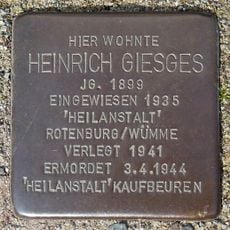 HIER WOHNTE
HEINRICH GIESGES
JG. 1899
EINGEWIESEN 1935
'HEILANSTALT'
ROTENBURG/WÜMME
VERLEGT 1941
ERMORDET 3.4.1944
'HEILANSTALT' KAUFBEUREN